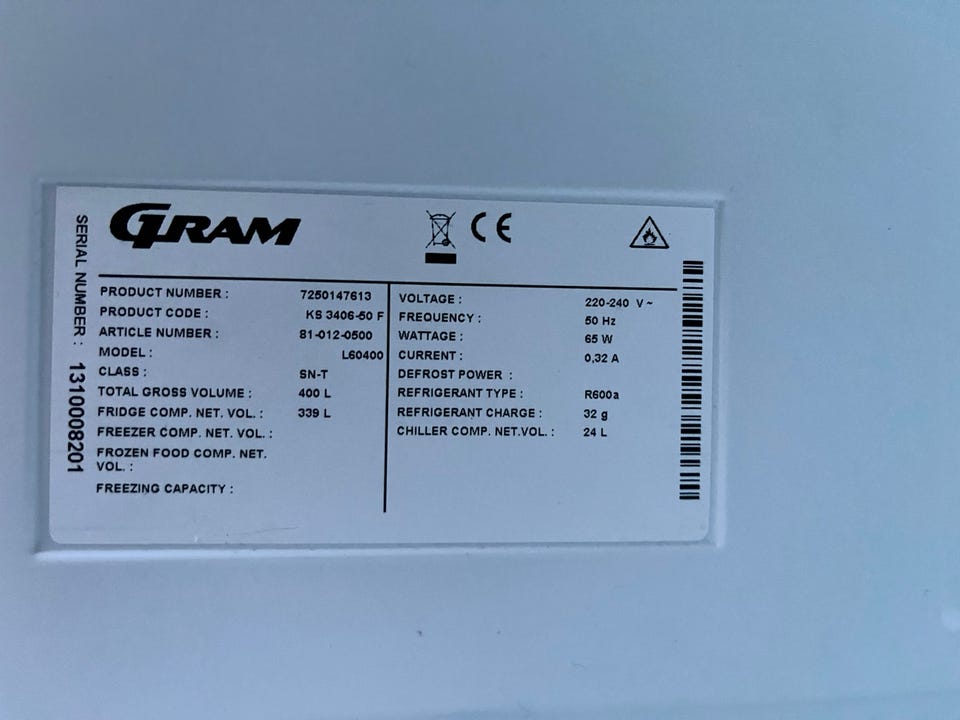 GRAM
CE
SERIAL NUMBER : 1310008201
PRODUCT NUMBER : 7250147613
PRODUCT CODE : KS 3406-50 F
ARTICLE NUMBER : 81-012-0500
MODEL : L60400
CLASS : SN-T
TOTAL GROSS VOLUME : 400 L
FRIDGE COMP. NET. VOL. : 339 L
FREEZER COMP. NET. VOL. :
FROZEN FOOD COMP. NET.
VOL. :
FREEZING CAPACITY :
VOLTAGE : 220-240 V ~
FREQUENCY : 50 Hz
WATTAGE : 65 W
CURRENT : 0,32 A
DEFROST POWER :
REFRIGERANT TYPE : R600a
REFRIGERANT CHARGE : 32 g
CHILLER COMP. NET.VOL. : 24 L